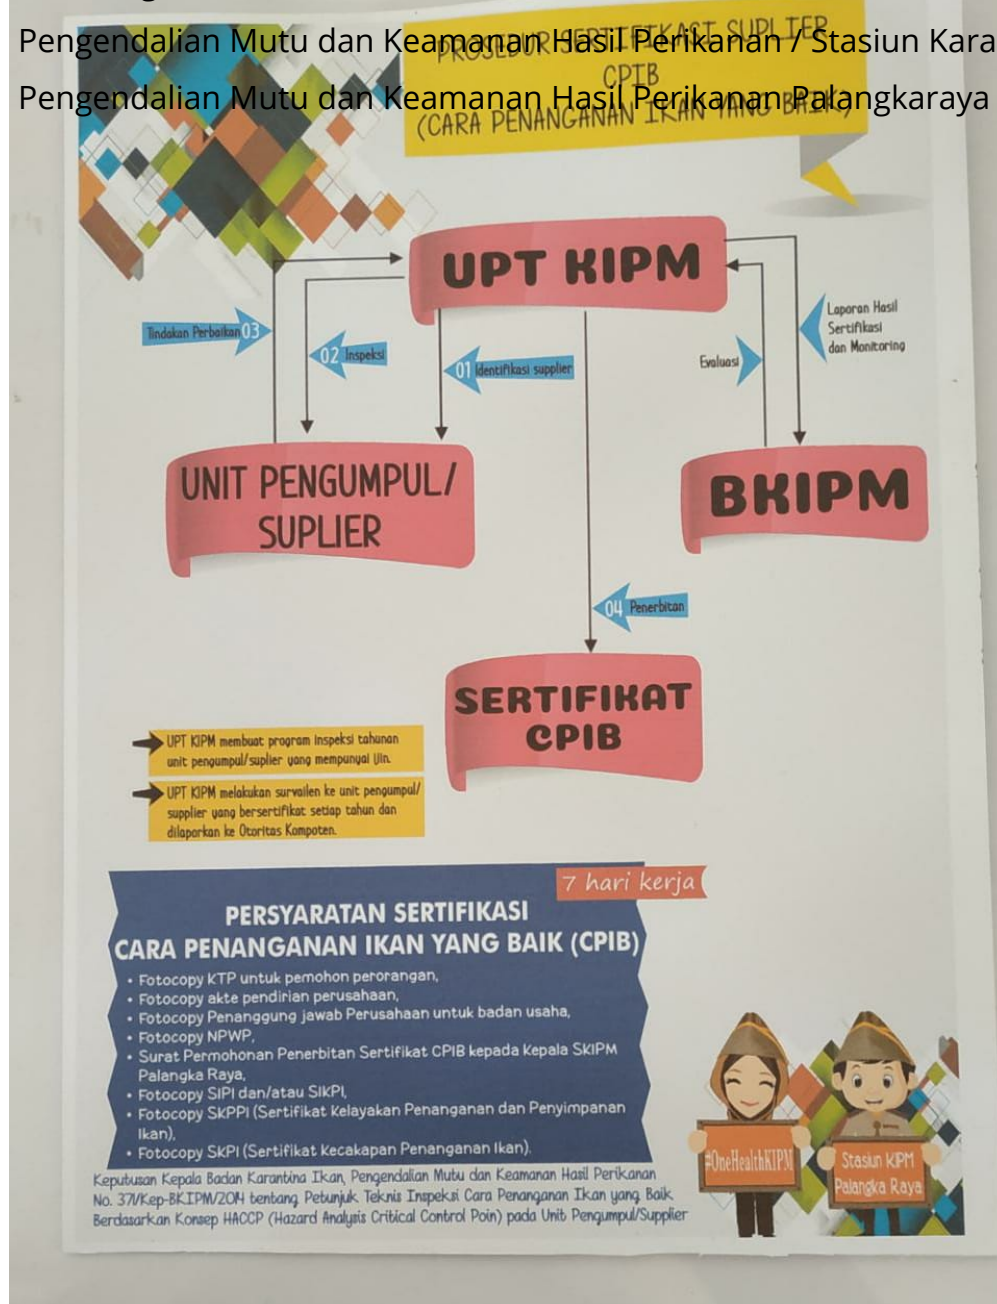 Pengendalian Mutu dan Keamanan Hasil Perikanan / Stasiun Kara
Pengendalian Mutu dan Keamanan Hasil Perikanan Palangkaraya
PROSEDUR SERTIFIKASI SUPLIER
CPIB
(CARA PENANGANAN IKAN YANG BAIK)
UPT KIPM
Tindakan Perbaikan 03
02 Inspeksi
01 Identifikasi supplier
Evaluasi
Laporan Hasil
Sertifikasi
dan Monitoring
UNIT PENGUMPUL/
SUPLIER
BKIPM
04 Penerbitan
SERTIFIKAT
CPIB
UPT KIPM membuat program inspeksi tahunan
unit pengumpul/suplier yang mempunyai ijin.
UPT KIPM melakukan survailen ke unit pengumpul/
supplier yang bersertifikat setiap tahun dan
dilaporkan ke Otoritas Kompoten.
7 hari kerja
PERSYARATAN SERTIFIKASI
CARA PENANGANAN IKAN YANG BAIK (CPIB)
• Fotocopy KTP untuk pemohon perorangan,
• Fotocopy akte pendirian perusahaan,
• Fotocopy Penanggung jawab Perusahaan untuk badan usaha,
• Fotocopy NPWP,
• Surat Permohonan Penerbitan Sertifikat CPIB kepada Kepala SKIPM
Palangka Raya,
• Fotocopy SIPI dan/atau SIKPI,
• Fotocopy SKPPI (Sertifikat Kelayakan Penanganan dan Penyimpanan
Ikan),
• Fotocopy SKPI (Sertifikat Kecakapan Penanganan Ikan).
Keputusan Kepala Badan Karantina Ikan, Pengendalian Mutu dan Keamanan Hasil Perikanan
No. 371/Kep-BKIPM/2014 tentang Petunjuk Teknis Inspeksi Cara Penanganan Ikan yang Baik
Berdasarkan Konsep HACCP (Hazard Analysis Critical Control Poin) pada Unit Pengumpul/Supplier
#OneHealthKIPM
Stasiun KIPM
Palangka Raya